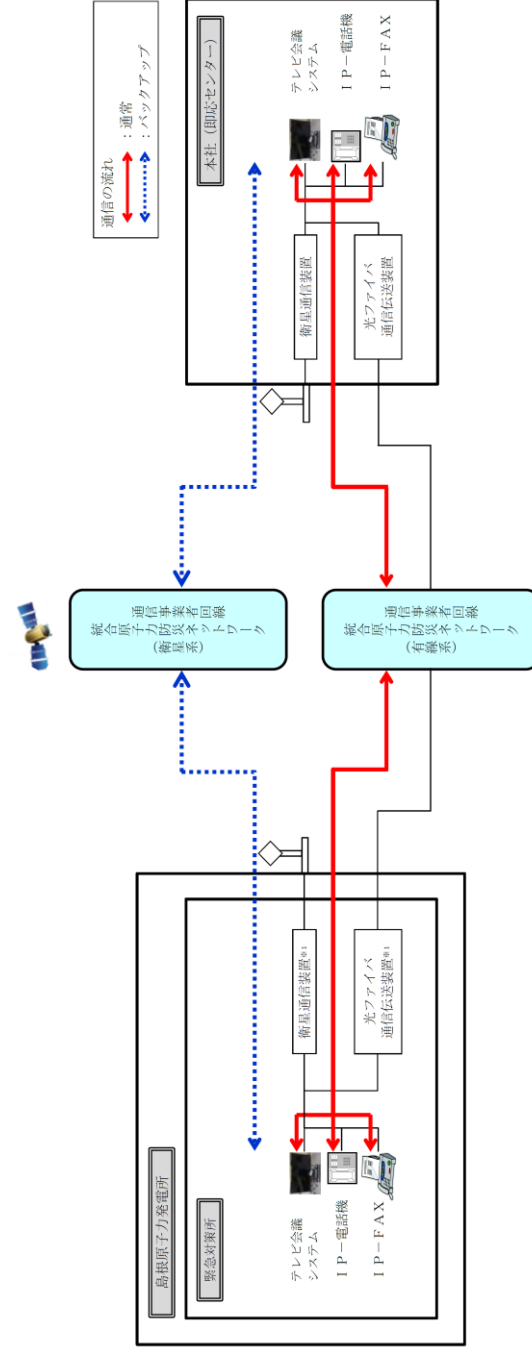 通信の流れ
：通常
：バックアップ
島根原子力発電所
緊急対策所
テレビ会議
システム
ＩＰ－電話機
ＩＰ－ＦＡＸ
衛星通信装置※1
光ファイバ
通信伝送装置※1
通信事業者回線
統合原子力防災ネットワーク
(衛星系)
通信事業者回線
統合原子力防災ネットワーク
(有線系)
本社（即応センター）
衛星通信装置
光ファイバ
通信伝送装置
テレビ会議
システム
ＩＰ－電話機
ＩＰ－ＦＡＸ